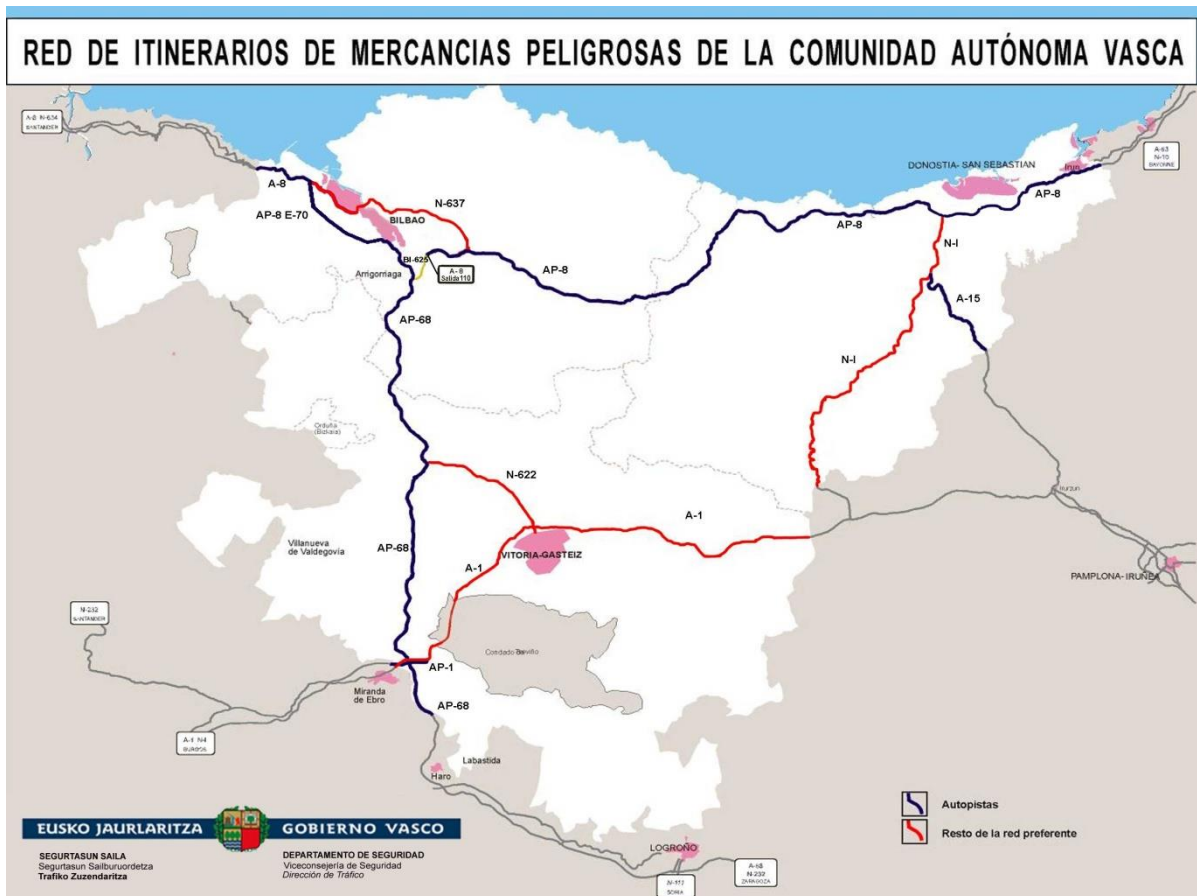 RED DE ITINERARIOS DE MERCANCIAS PELIGROSAS DE LA COMUNIDAD AUTÓNOMA VASCA
A-8 N-634
SANTANDER
A-63
N-10
BAYONNE
DONOSTIA- SAN SEBASTIAN
Irun
A-8
AP-8 E-70
N-637
BILBAO
AP-8
AP-8
AP-8
N-I
BI-625
A- 8
Salida110
Arrigorriaga
A-15
AP-68
N-I
Orduña
(Bizkaia)
N-622
A-1
Irurzun
Villanueva
de Valdegovía
AP-68
VITORIA-GASTEIZ
A-1
PAMPLONA- IRUÑEA
N-232
SANTANDER
Condado de Treviño
AP-1
Miranda
de Ebro
AP-68
A-1 N-I
BURGOS
Labastida
Haro
Autopistas
Resto de la red preferente
EUSKO JAURLARITZA
GOBIERNO VASCO
SEGURTASUN SAILA
Segurtasun Sailburuordetza
Trafiko Zuzendaritza
DEPARTAMENTO DE SEGURIDAD
Viceconsejería de Seguridad
Dirección de Tráfico
LOGROÑO
A-68
N-232
ZARAGOZA
N-111
SORIA